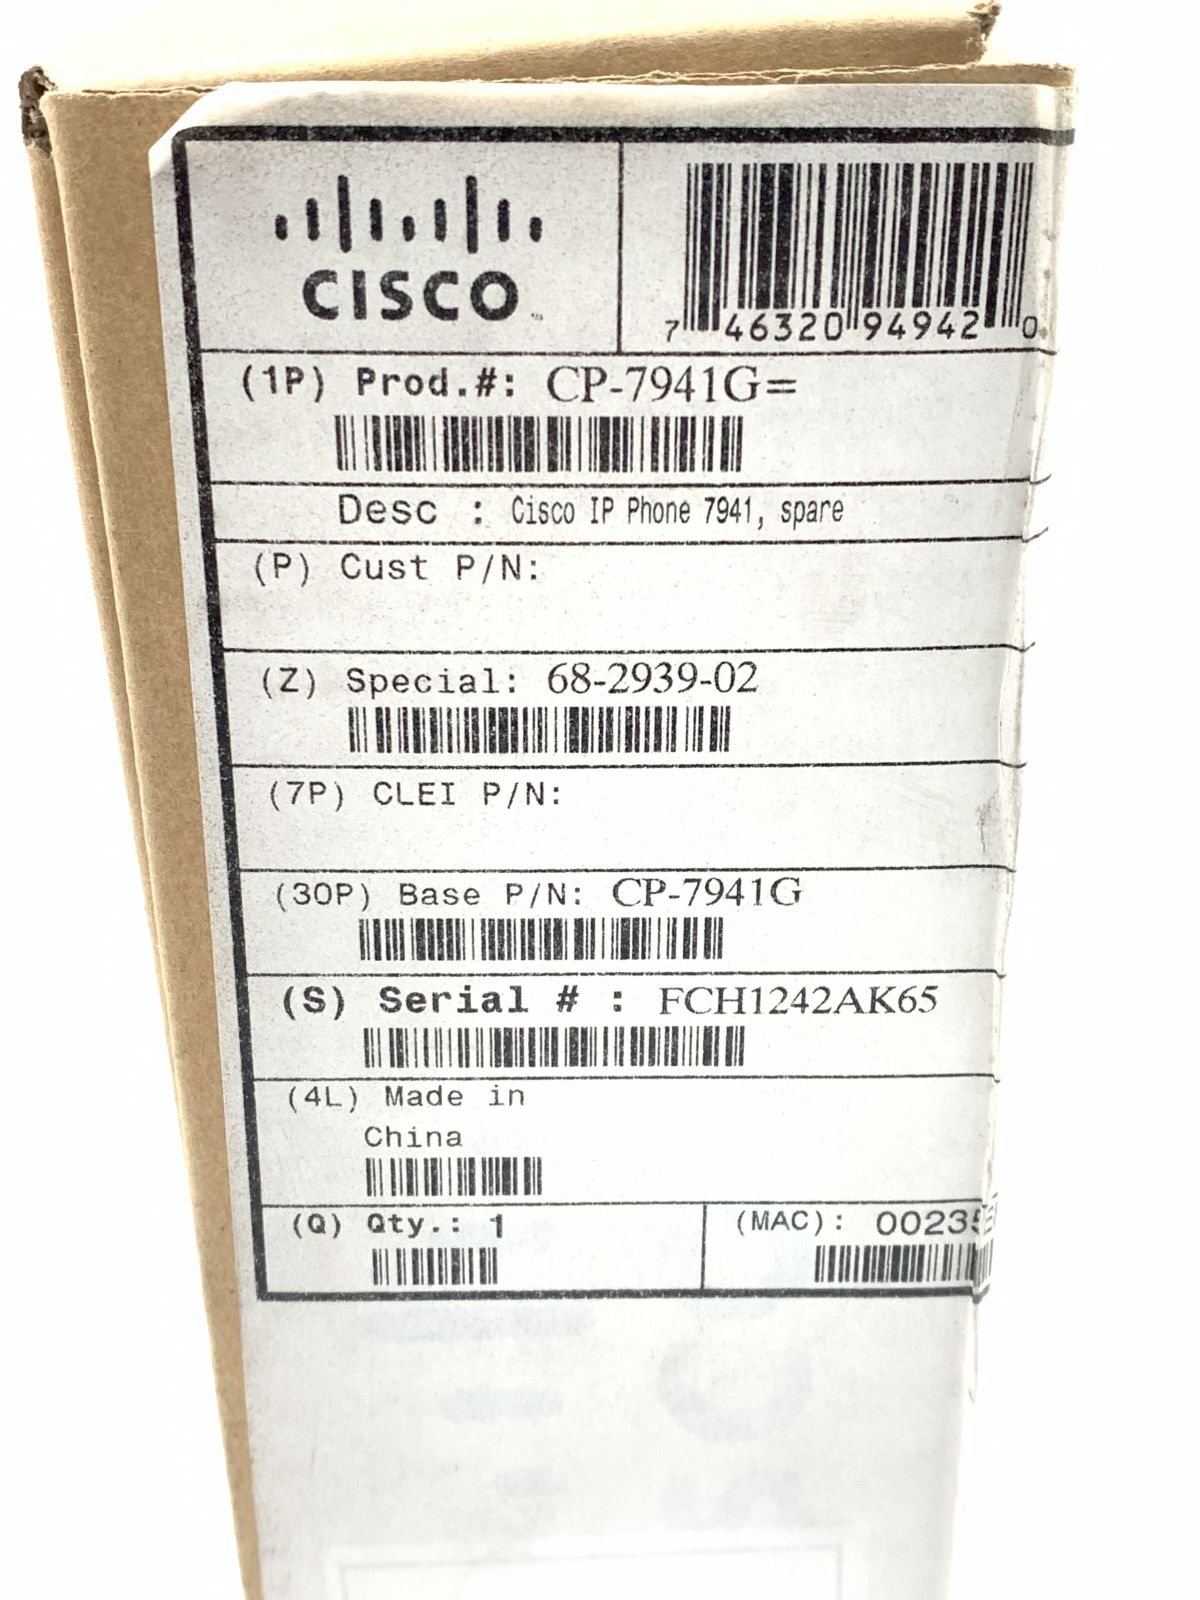 CISCO
7 46320 94942 0
(1P) Prod.#: CP-7941G=
Desc : Cisco IP Phone 7941, spare
(P) Cust P/N:
(Z) Special: 68-2939-02
(7P) CLEI P/N:
(30P) Base P/N: CP-7941G
(S) Serial # : FCH1242AK65
(4L) Made in
China
(Q) Qty.: 1
(MAC): 00235